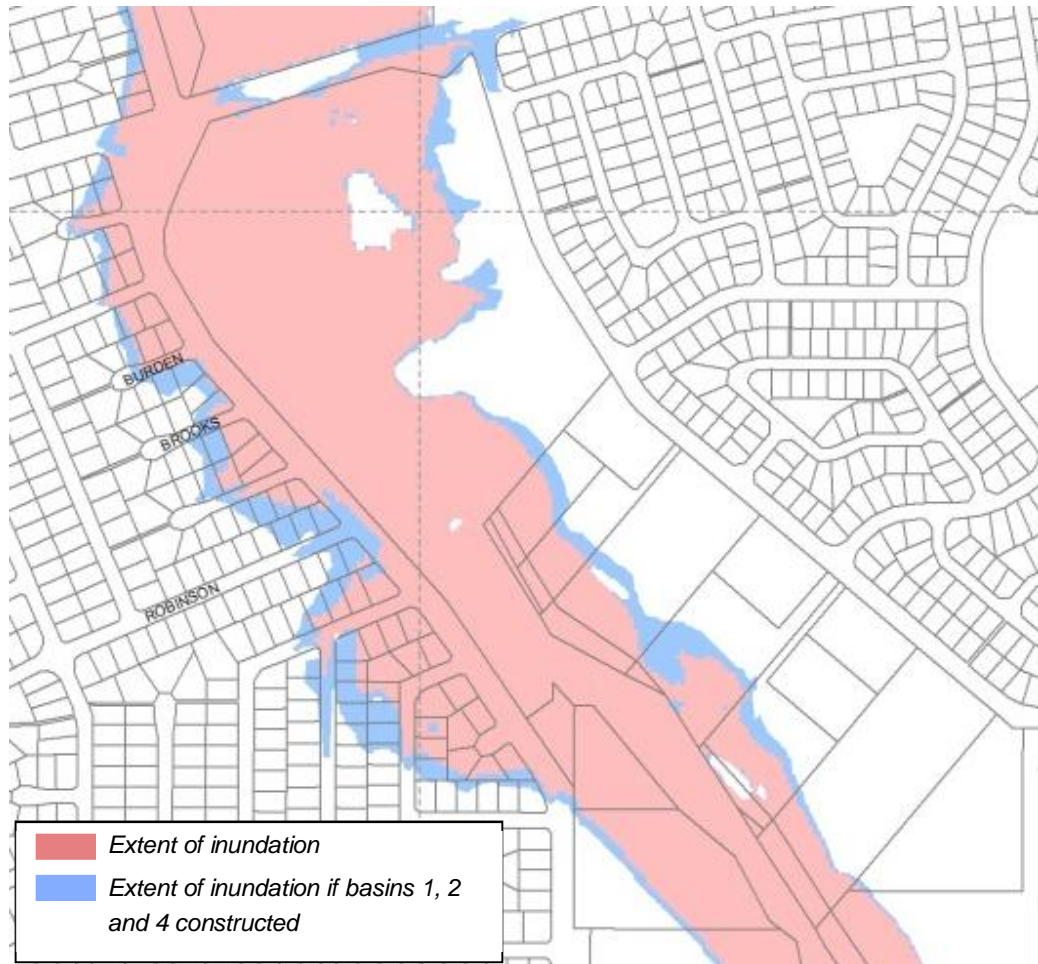 BURDEN
BROOKS
ROBINSON
Extent of inundation
Extent of inundation if basins 1, 2
and 4 constructed